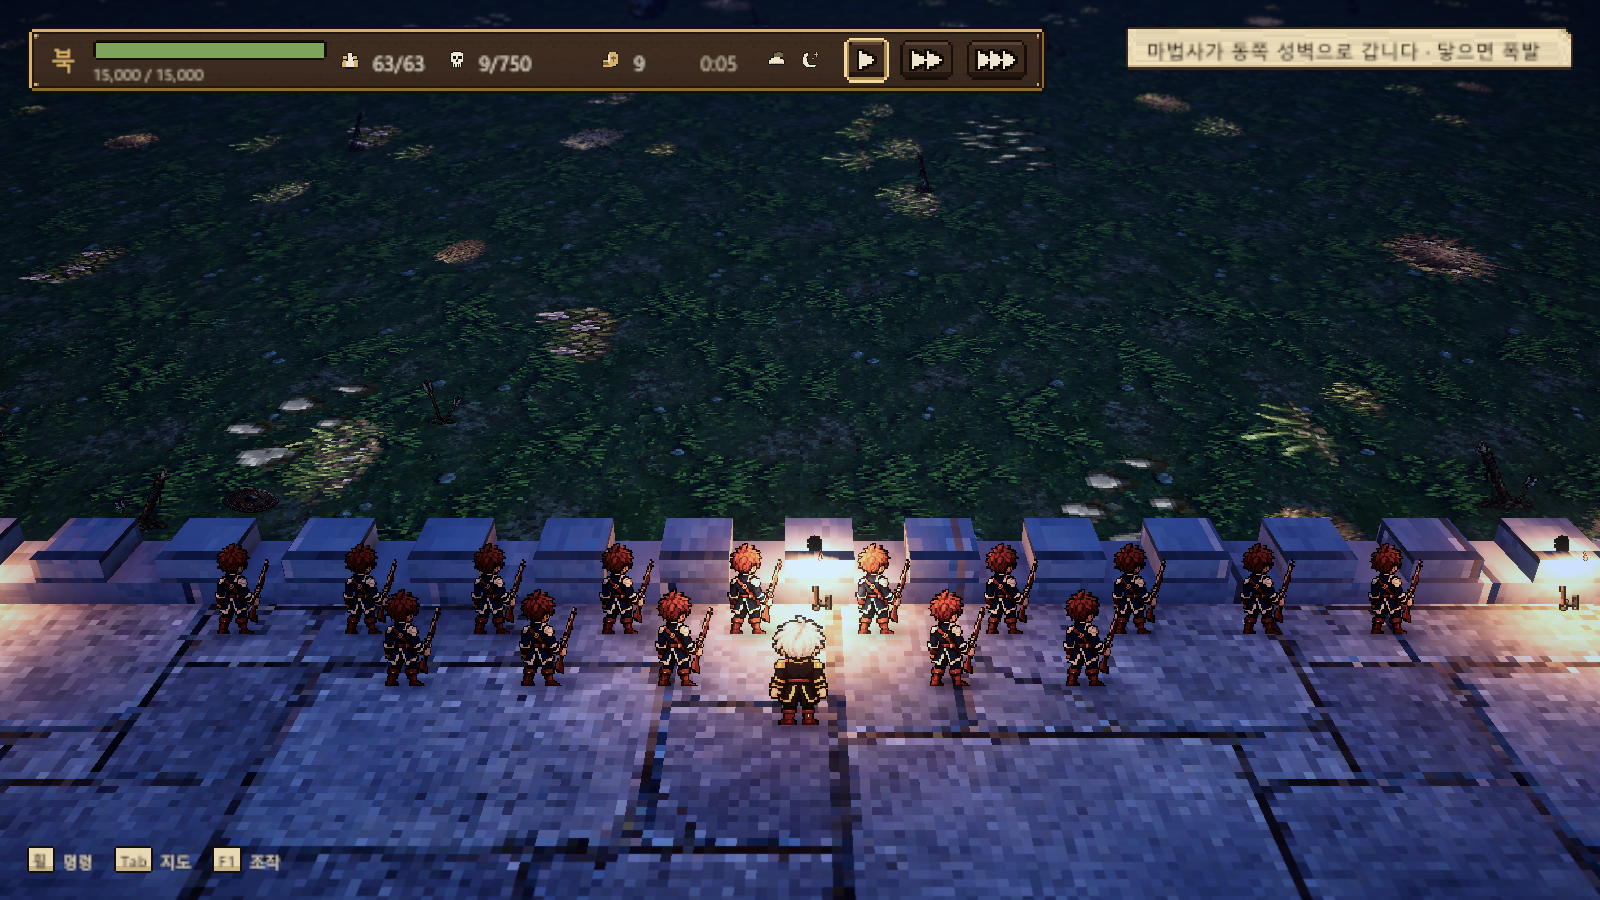 북
15,000 / 15,000
63/63
9/750
9
0:05
마법사가 동쪽 성벽으로 갑니다 · 닿으면 폭발
휠 명령 Tab 지도 F1 조작